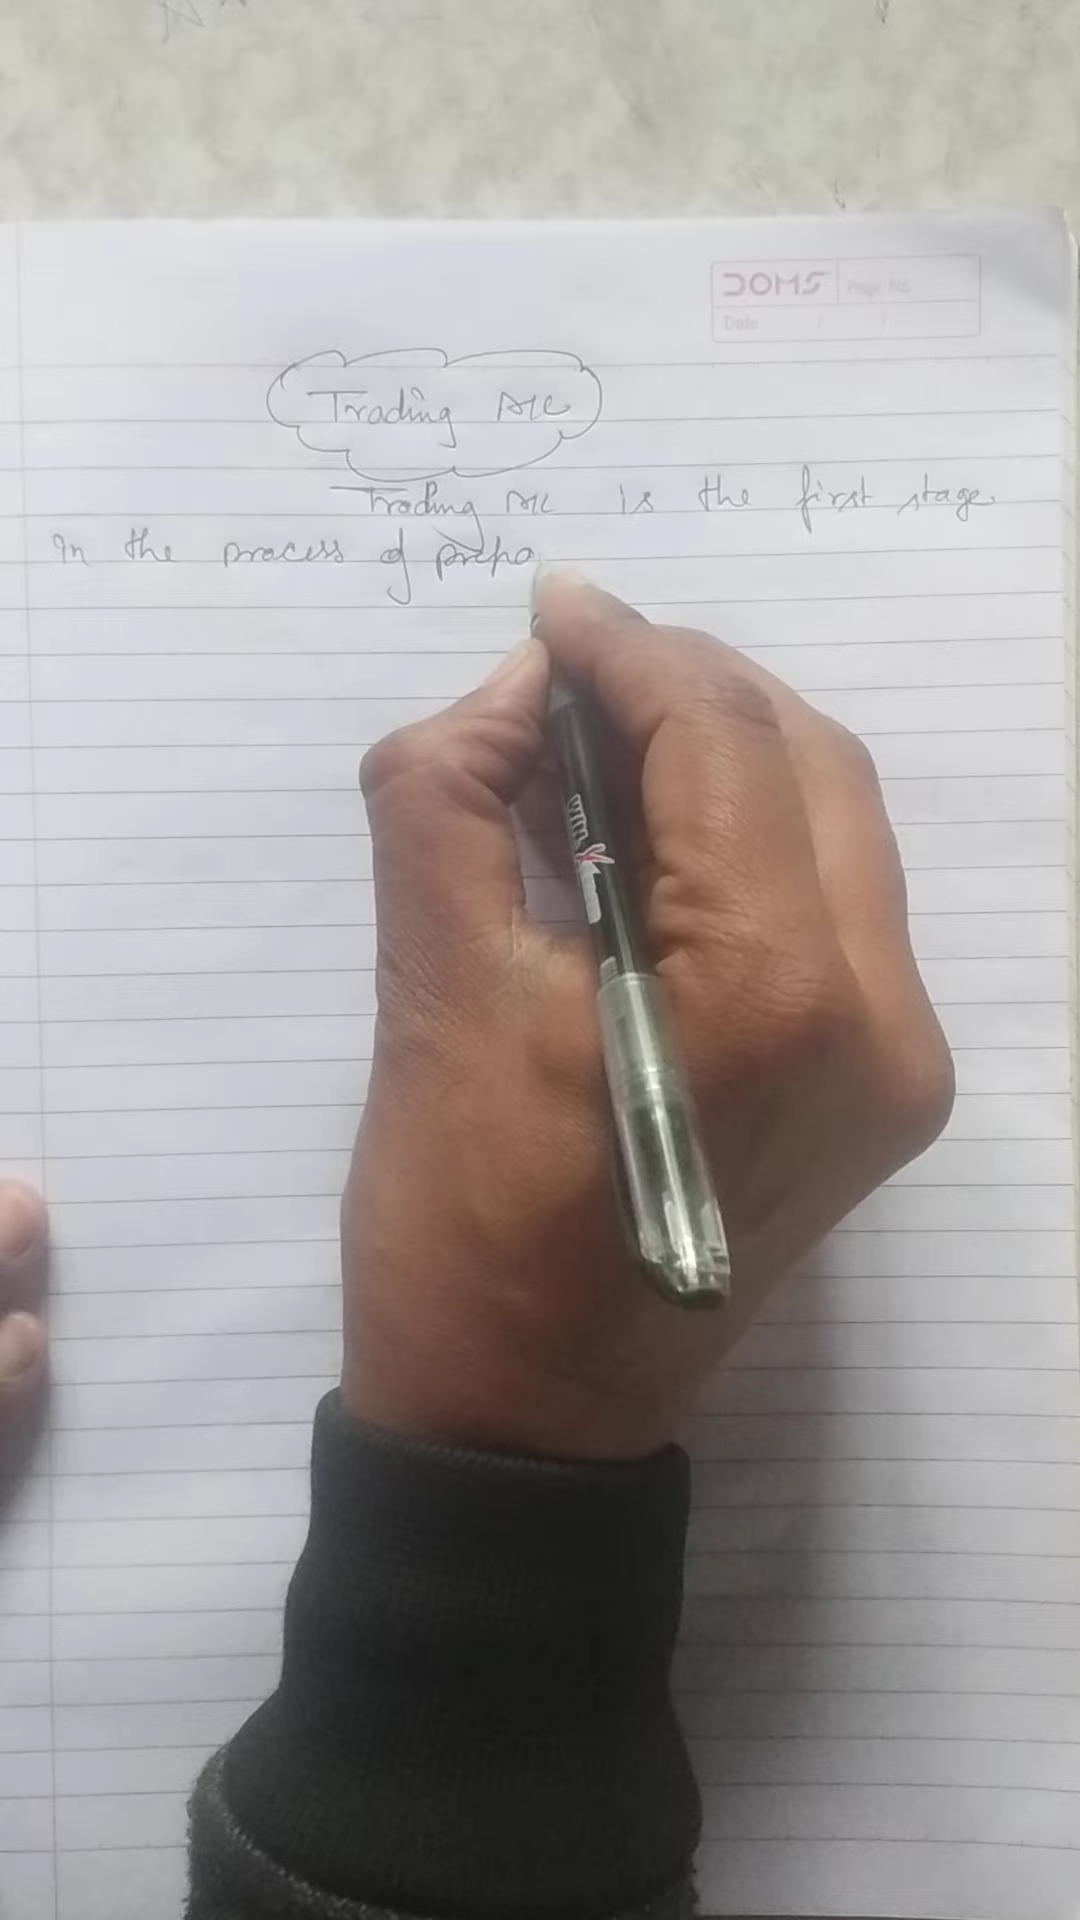 DOMS
Page No.
Date / /
Trading A/c
Trading A/c is the first stage
in the process of prepa